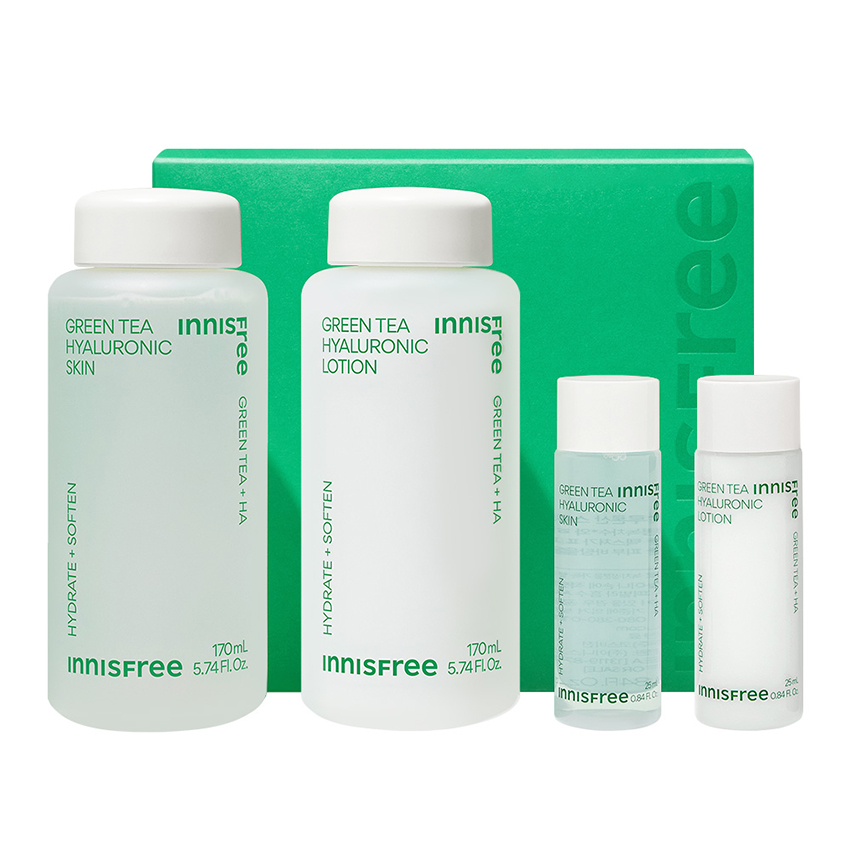 innisfree
GREEN TEA
HYALURONIC
SKIN
INNISFree
GREEN TEA + HA
HYDRATE + SOFTEN
INNISFree
170 mL
5.74 Fl. Oz.
GREEN TEA
HYALURONIC
LOTION
INNISFree
GREEN TEA + HA
HYDRATE + SOFTEN
INNISFree
170 mL
5.74 Fl. Oz.
GREEN TEA
HYALURONIC
SKIN
INNISFree
GREEN TEA + HA
HYDRATE + SOFTEN
INNISFree
25 mL
0.84 Fl. Oz.
GREEN TEA
HYALURONIC
LOTION
INNISFree
GREEN TEA + HA
HYDRATE + SOFTEN
INNISFree
25 mL
0.84 Fl. Oz.